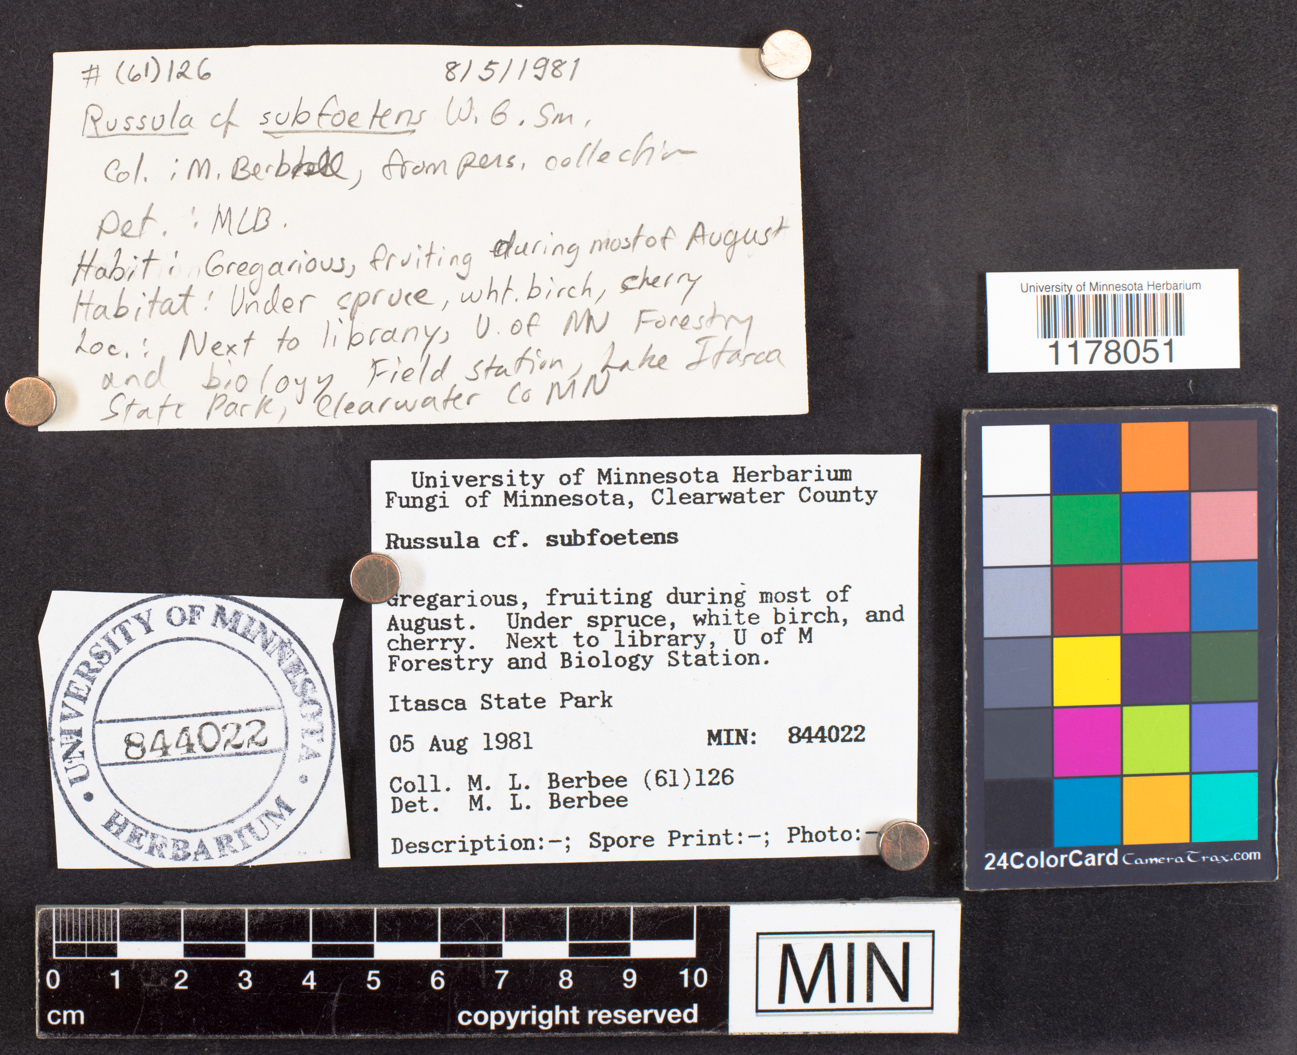 # (61)126 8/5/1981
Russula cf subfoetens W. G. Sm.
Col. : M. Berbee, from pers. collection
Det. : MLB.
Habit : Gregarious, fruiting during most of August
Habitat : Under spruce, wht. birch, cherry
Loc. : Next to library, U. of MN Forestry
and biology Field station, Lake Itasca
State Park, Clearwater Co MN
University of Minnesota Herbarium
1178051
University of Minnesota Herbarium
Fungi of Minnesota, Clearwater County
Russula cf. subfoetens
Gregarious, fruiting during most of
August. Under spruce, white birch, and
cherry. Next to library, U of M
Forestry and Biology Station.
Itasca State Park
05 Aug 1981 MIN: 844022
Coll. M. L. Berbee (61)126
Det. M. L. Berbee
Description:-; Spore Print:-; Photo:-
UNIVERSITY OF MINNESOTA
844022
HERBARIUM
24ColorCard CameraTrax.com
0 1 2 3 4 5 6 7 8 9 10
cm copyright reserved
MIN